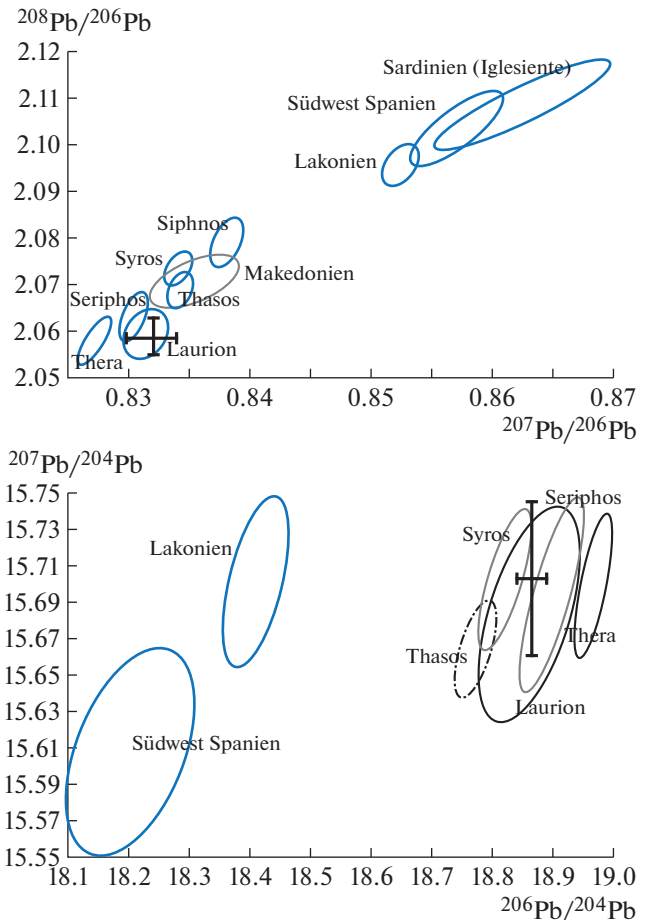 ²⁰⁸Pb/²⁰⁶Pb
2.12
Sardinien (Iglesiente)
2.11
Südwest Spanien
2.10
Lakonien
2.09
Siphnos
2.08
Syros
Makedonien
2.07
Seriphos
Thasos
2.06
Laurion
Thera
2.05
0.83 0.84 0.85 0.86 0.87
²⁰⁷Pb/²⁰⁶Pb
²⁰⁷Pb/²⁰⁴Pb
15.75
Seriphos
15.73
Syros
Lakonien
15.71
15.69
15.67
Thasos
Thera
15.65
15.63
Laurion
15.61
Südwest Spanien
15.59
15.57
15.55
18.1 18.2 18.3 18.4 18.5 18.6 18.7 18.8 18.9 19.0
²⁰⁶Pb/²⁰⁴Pb